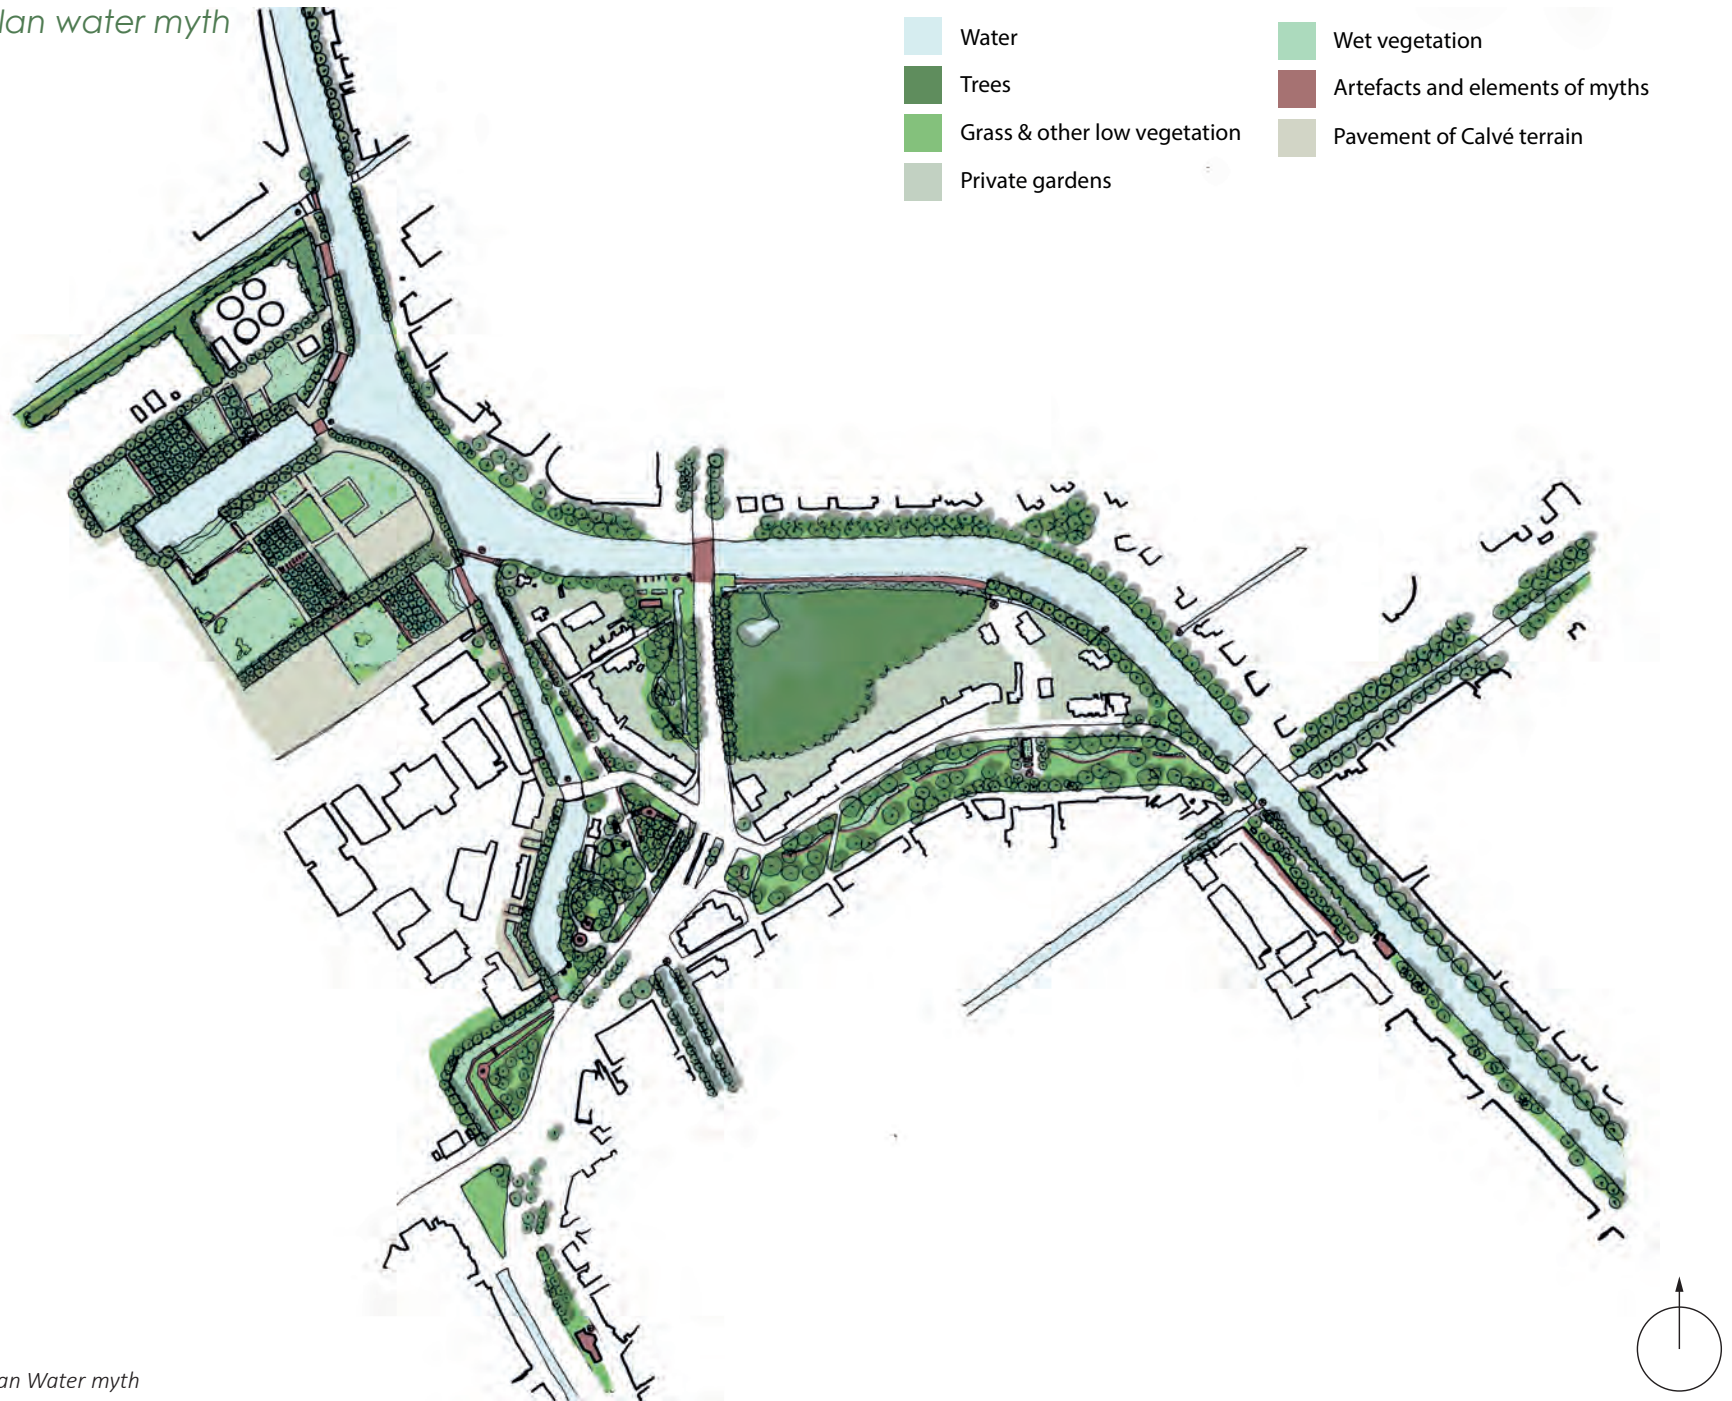 lan water myth
Water
Trees
Grass & other low vegetation
Private gardens
Wet vegetation
Artefacts and elements of myths
Pavement of Calvé terrain
an Water myth